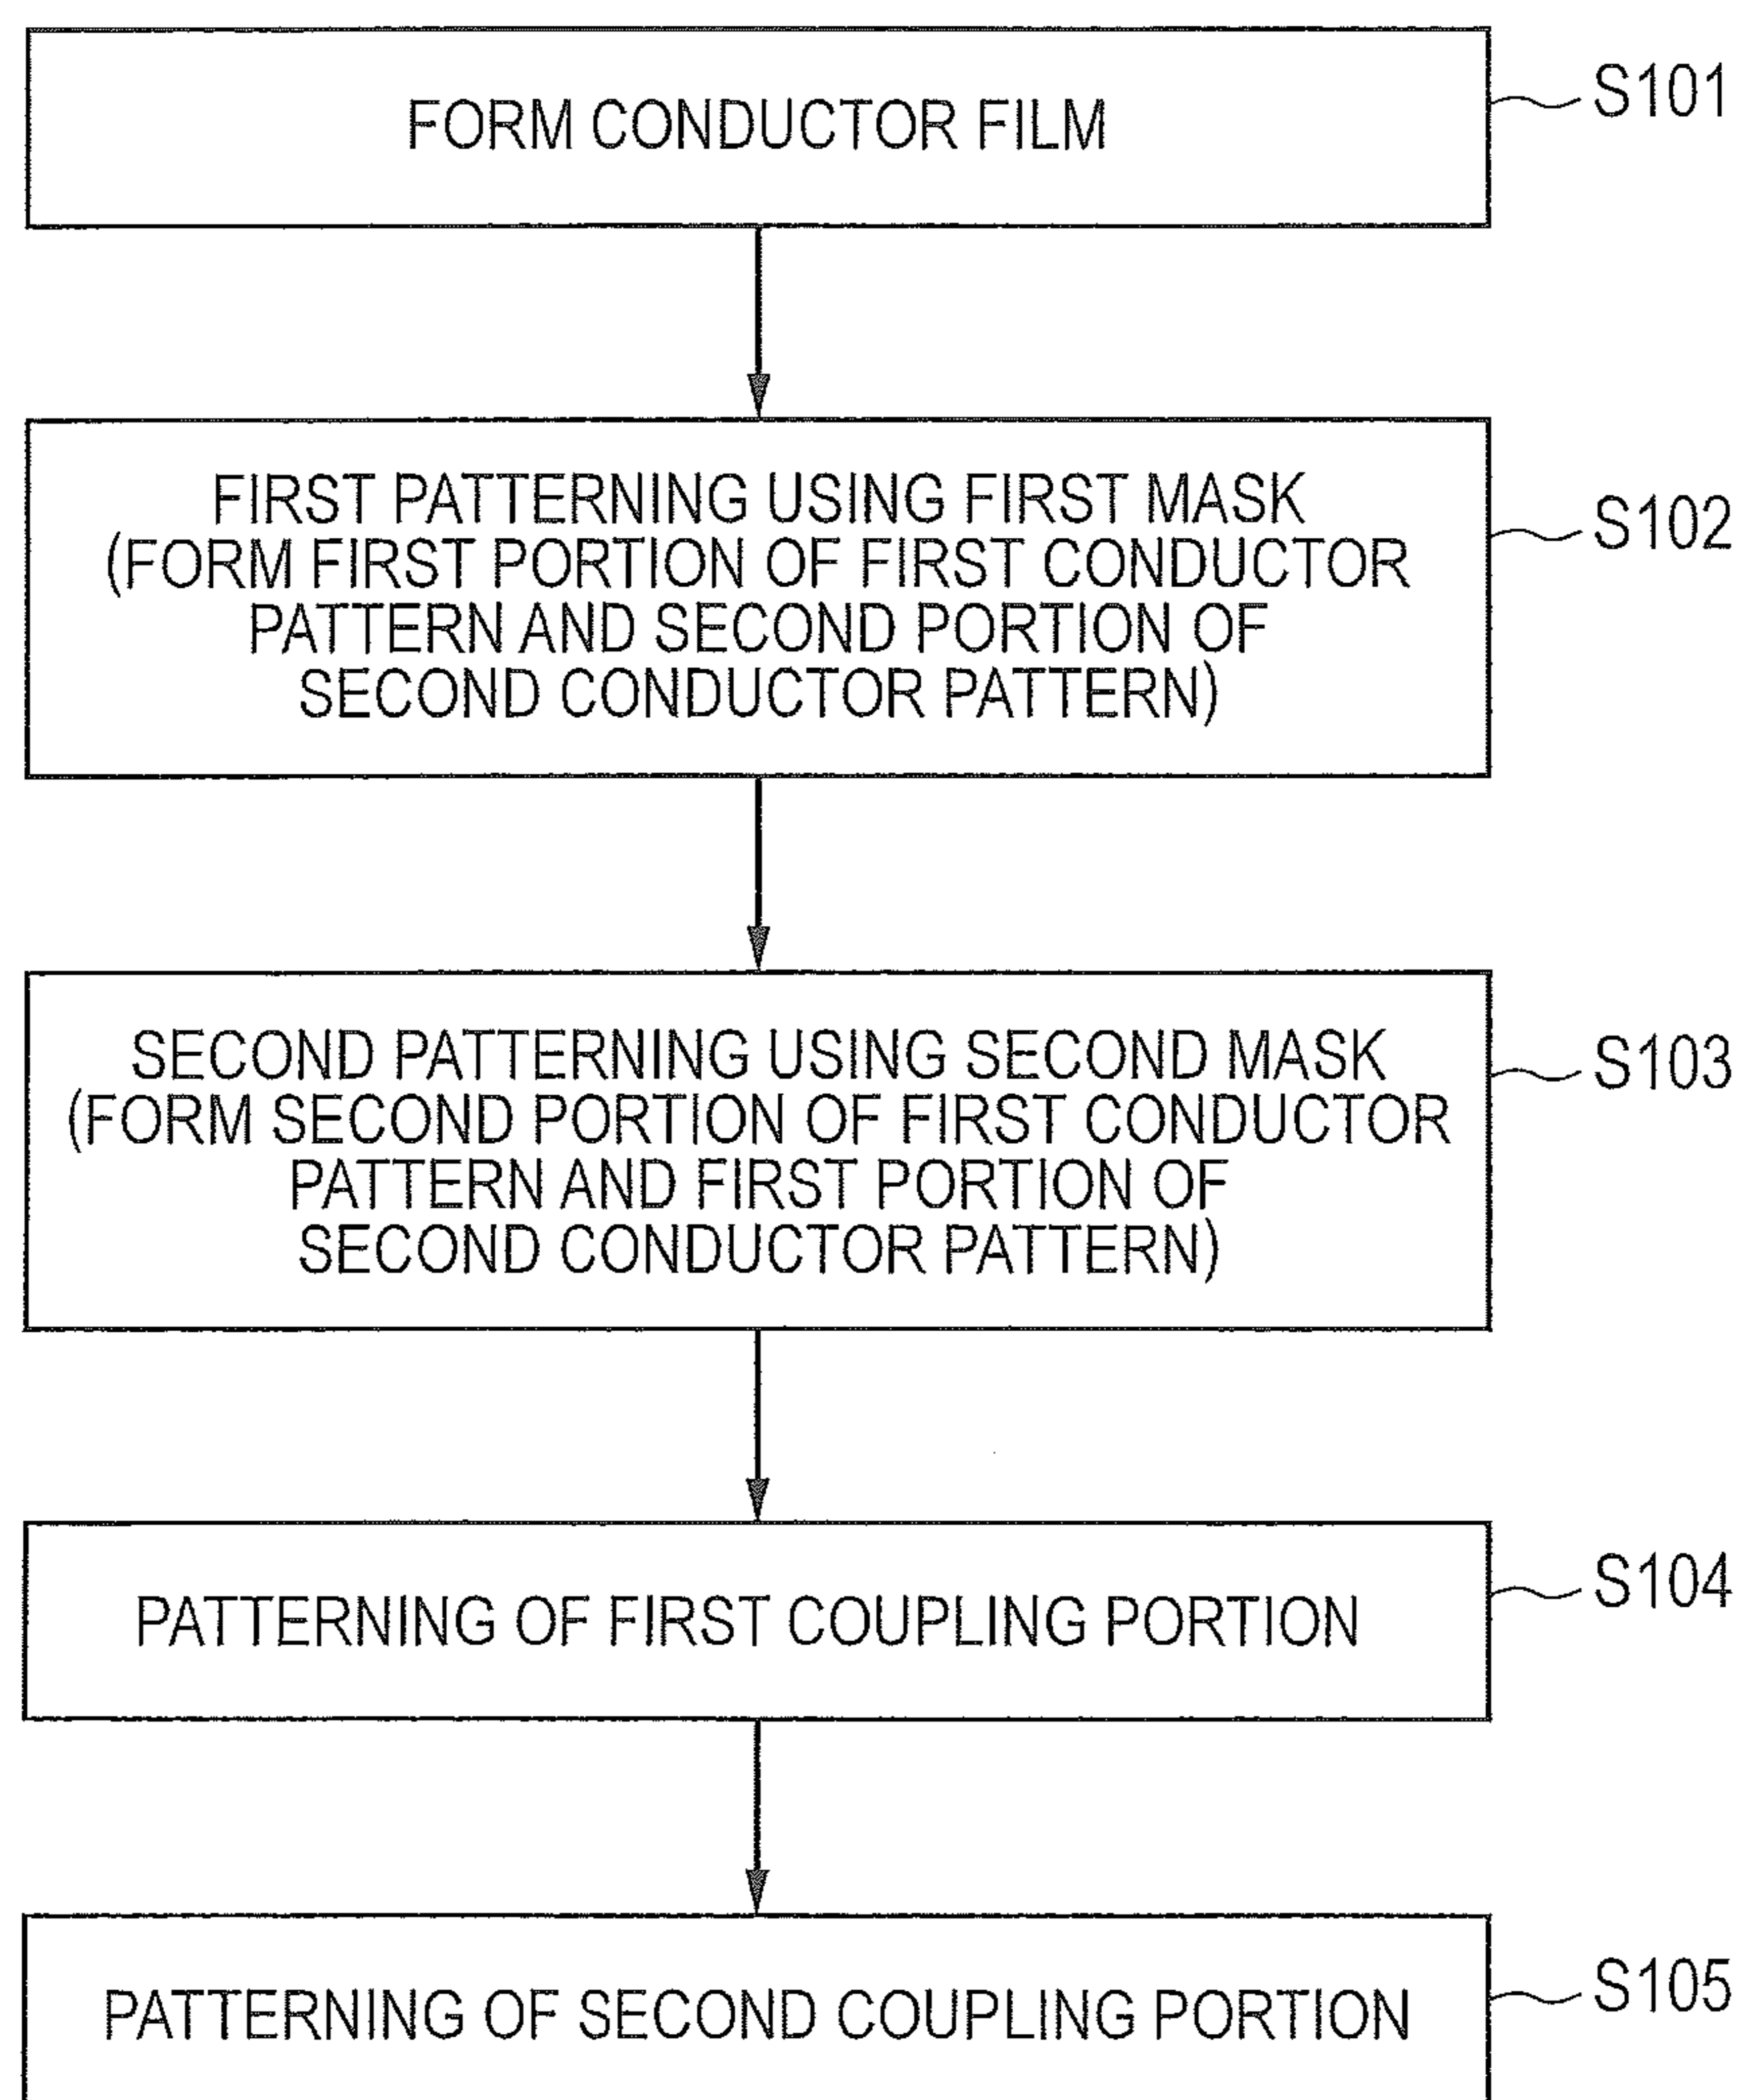 FORM CONDUCTOR FILM
S101
FIRST PATTERNING USING FIRST MASK
(FORM FIRST PORTION OF FIRST CONDUCTOR
PATTERN AND SECOND PORTION OF
SECOND CONDUCTOR PATTERN)
S102
SECOND PATTERNING USING SECOND MASK
(FORM SECOND PORTION OF FIRST CONDUCTOR
PATTERN AND FIRST PORTION OF
SECOND CONDUCTOR PATTERN)
S103
PATTERNING OF FIRST COUPLING PORTION
S104
PATTERNING OF SECOND COUPLING PORTION
S105